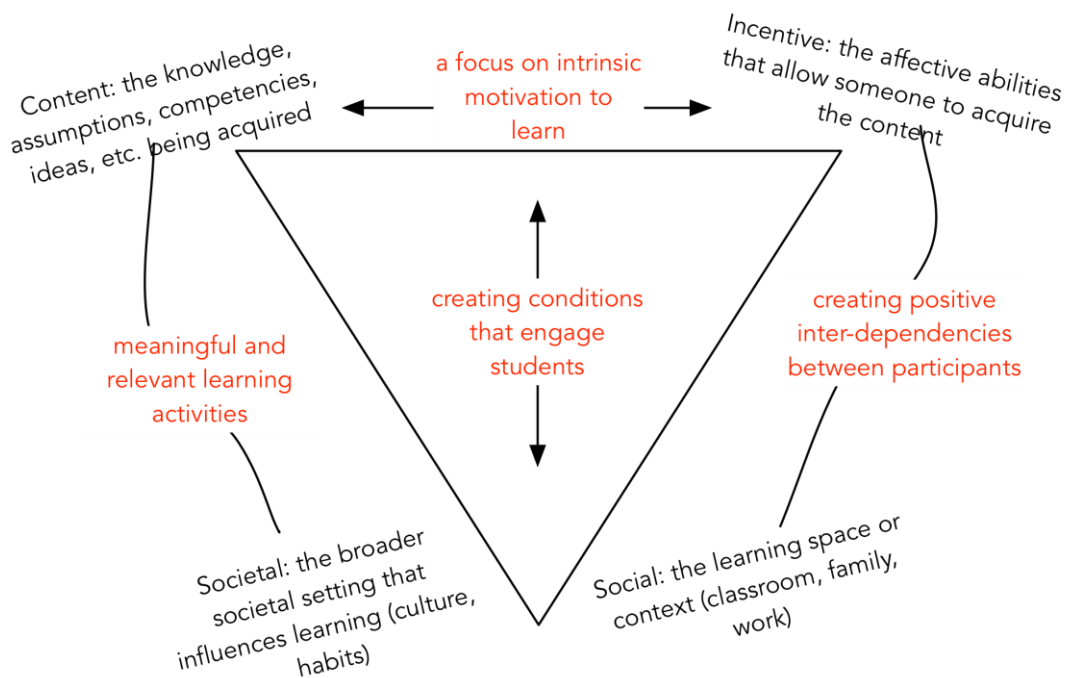 Content: the knowledge,
assumptions, competencies,
ideas, etc. being acquired
a focus on intrinsic
motivation to
learn
Incentive: the affective abilities
that allow someone to acquire
the content
meaningful and
relevant learning
activities
creating conditions
that engage
students
creating positive
inter-dependencies
between participants
Societal: the broader
societal setting that
influences learning (culture,
habits)
Social: the learning space or
context (classroom, family,
work)